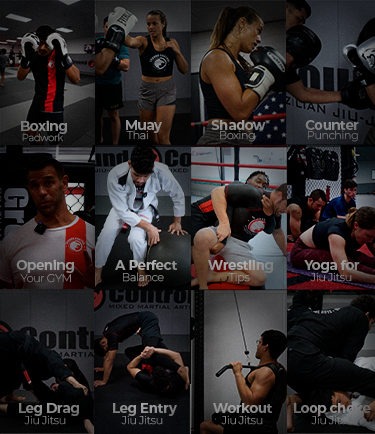 Boxing
Padwork
Muay
Thai
Shadow
Boxing
Counter
Punching
Opening
Your GYM
A Perfect
Balance
Wrestling
Tips
Yoga for
Jiu Jitsu
Leg Drag
Jiu Jitsu
Leg Entry
Jiu Jitsu
Workout
Jiu Jitsu
Loop choke
Jiu Jitsu